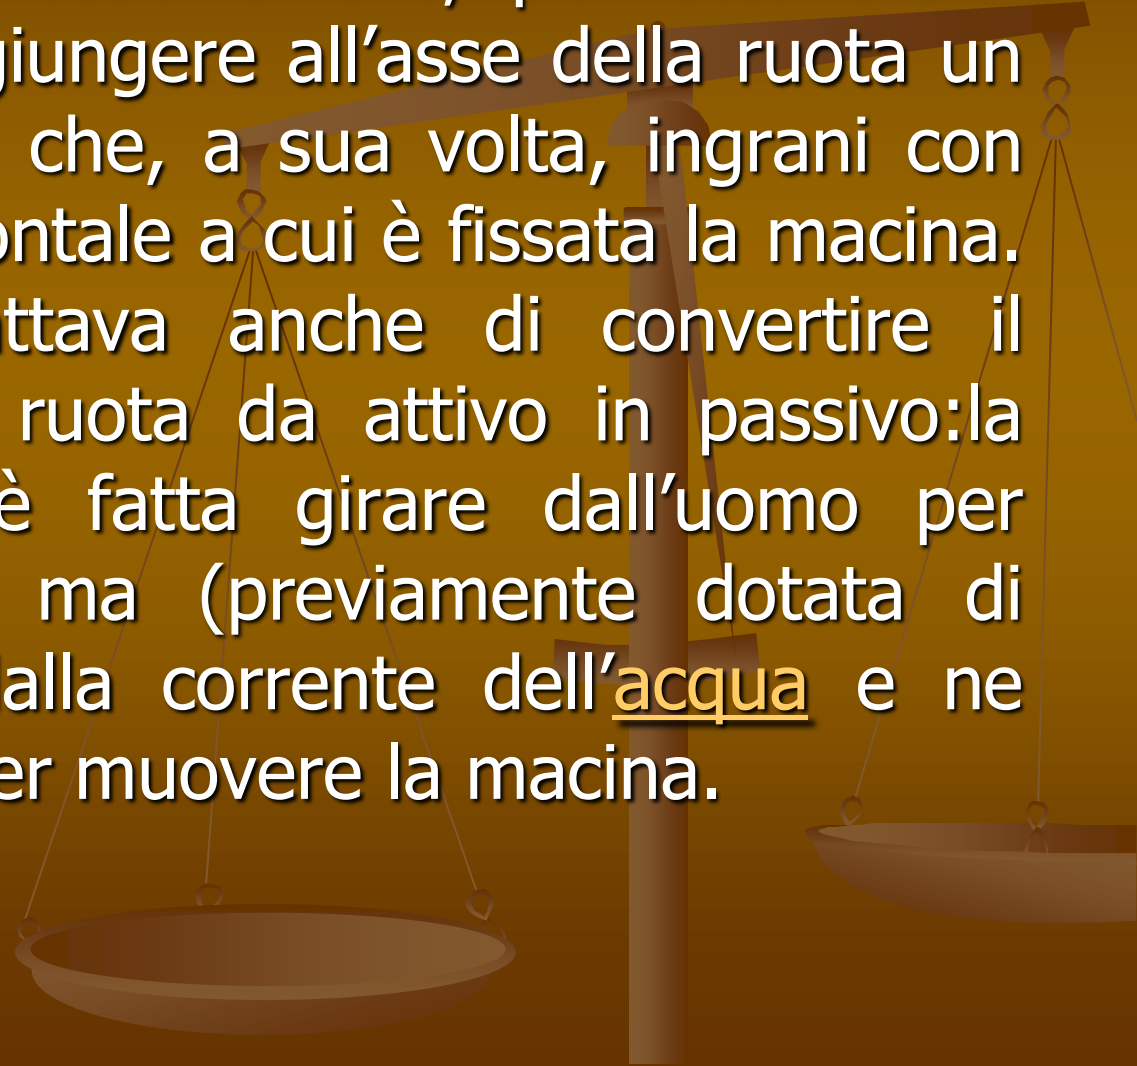 giungere all’asse della ruota un
che, a sua volta, ingrani con
ontale a cui è fissata la macina.
ttava anche di convertire il
ruota da attivo in passivo:la
è fatta girare dall’uomo per
ma (previamente dotata di
alla corrente dell’acqua e ne
er muovere la macina.